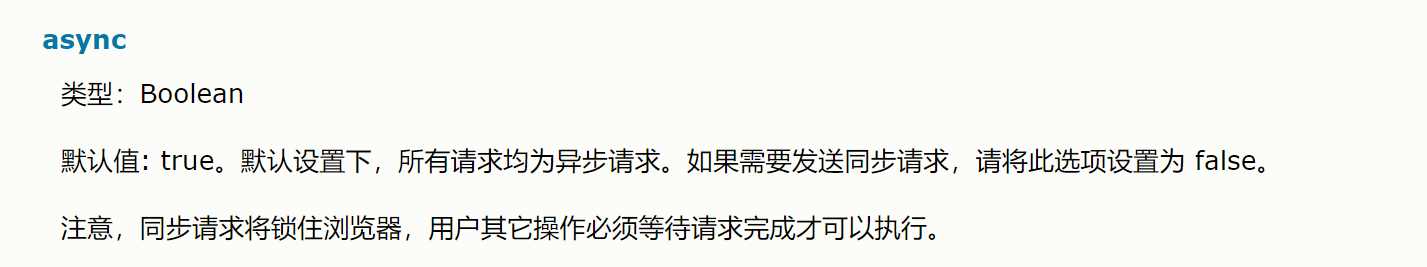 async
类型：Boolean
默认值: true。默认设置下，所有请求均为异步请求。如果需要发送同步请求，请将此选项设置为 false。
注意，同步请求将锁住浏览器，用户其它操作必须等待请求完成才可以执行。